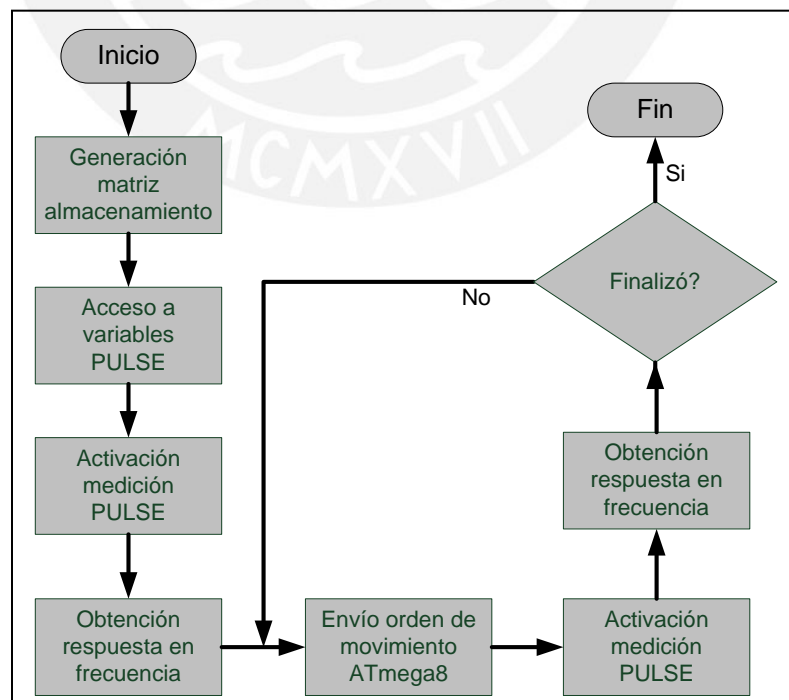 Inicio
Generación
matriz
almacenamiento
Acceso a
variables
PULSE
Activación
medición
PULSE
Obtención
respuesta en
frecuencia
Envío orden de
movimiento
ATmega8
Activación
medición
PULSE
Obtención
respuesta en
frecuencia
Finalizó?
No
Si
Fin
MCMXVII